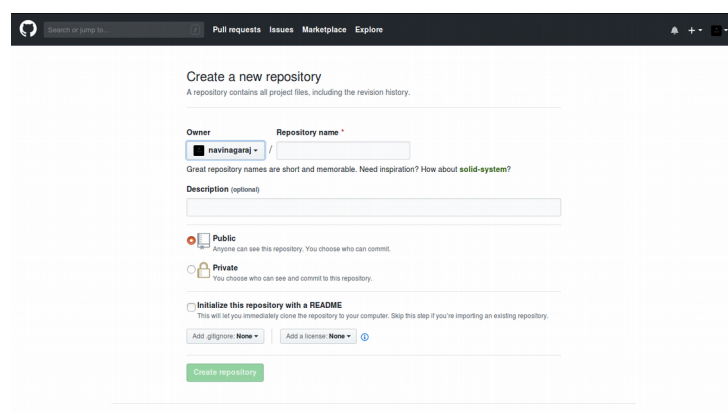 Search or jump to...
/
Pull requests Issues Marketplace Explore
Create a new repository
A repository contains all project files, including the revision history.
Owner Repository name *
navinagaraj /
Great repository names are short and memorable. Need inspiration? How about solid-system?
Description (optional)
Public
Anyone can see this repository. You choose who can commit.
Private
You choose who can see and commit to this repository.
Initialize this repository with a README
This will let you immediately clone the repository to your computer. Skip this step if you're importing an existing repository.
Add .gitignore: None Add a license: None
Create repository